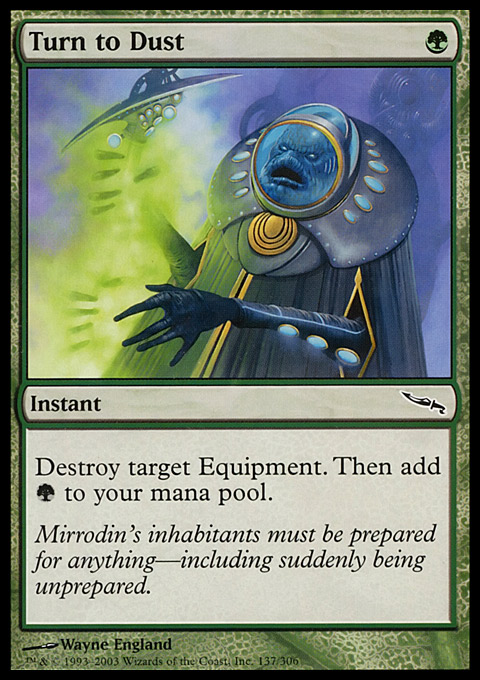 Turn to Dust
Instant
Destroy target Equipment. Then add
to your mana pool.
Mirrodin's inhabitants must be prepared
for anything—including suddenly being
unprepared.
Wayne England
™ & © 1993–2003 Wizards of the Coast, Inc. 137/306